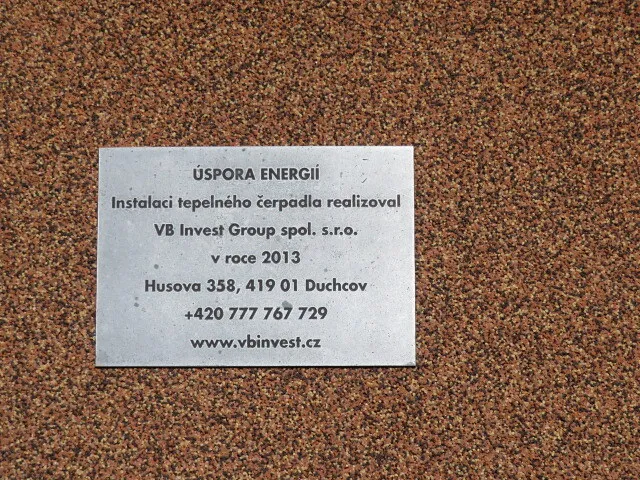 ÚSPORA ENERGIÍ
Instalaci tepelného čerpadla realizoval
VB Invest Group spol. s.r.o.
v roce 2013
Husova 358, 419 01 Duchcov
+420 777 767 729
www.vbinvest.cz